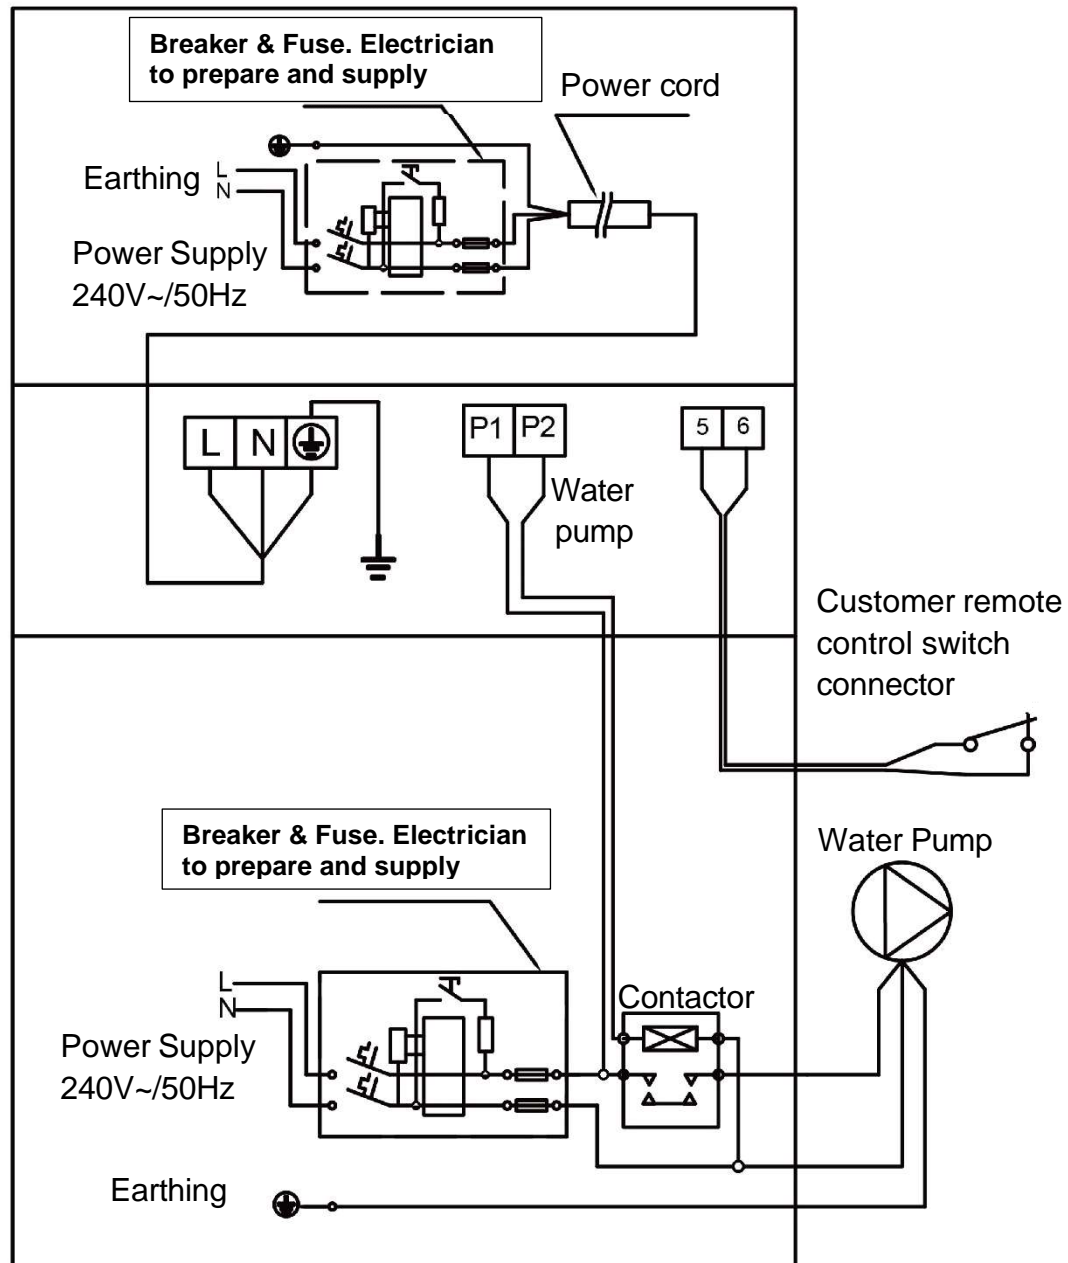 Breaker & Fuse. Electrician
to prepare and supply
Power cord
Earthing
L
N
Power Supply
240V~/50Hz
L N
P1 P2
5 6
Water
pump
Customer remote
control switch
connector
Breaker & Fuse. Electrician
to prepare and supply
Water Pump
L
N
Contactor
Power Supply
240V~/50Hz
Earthing